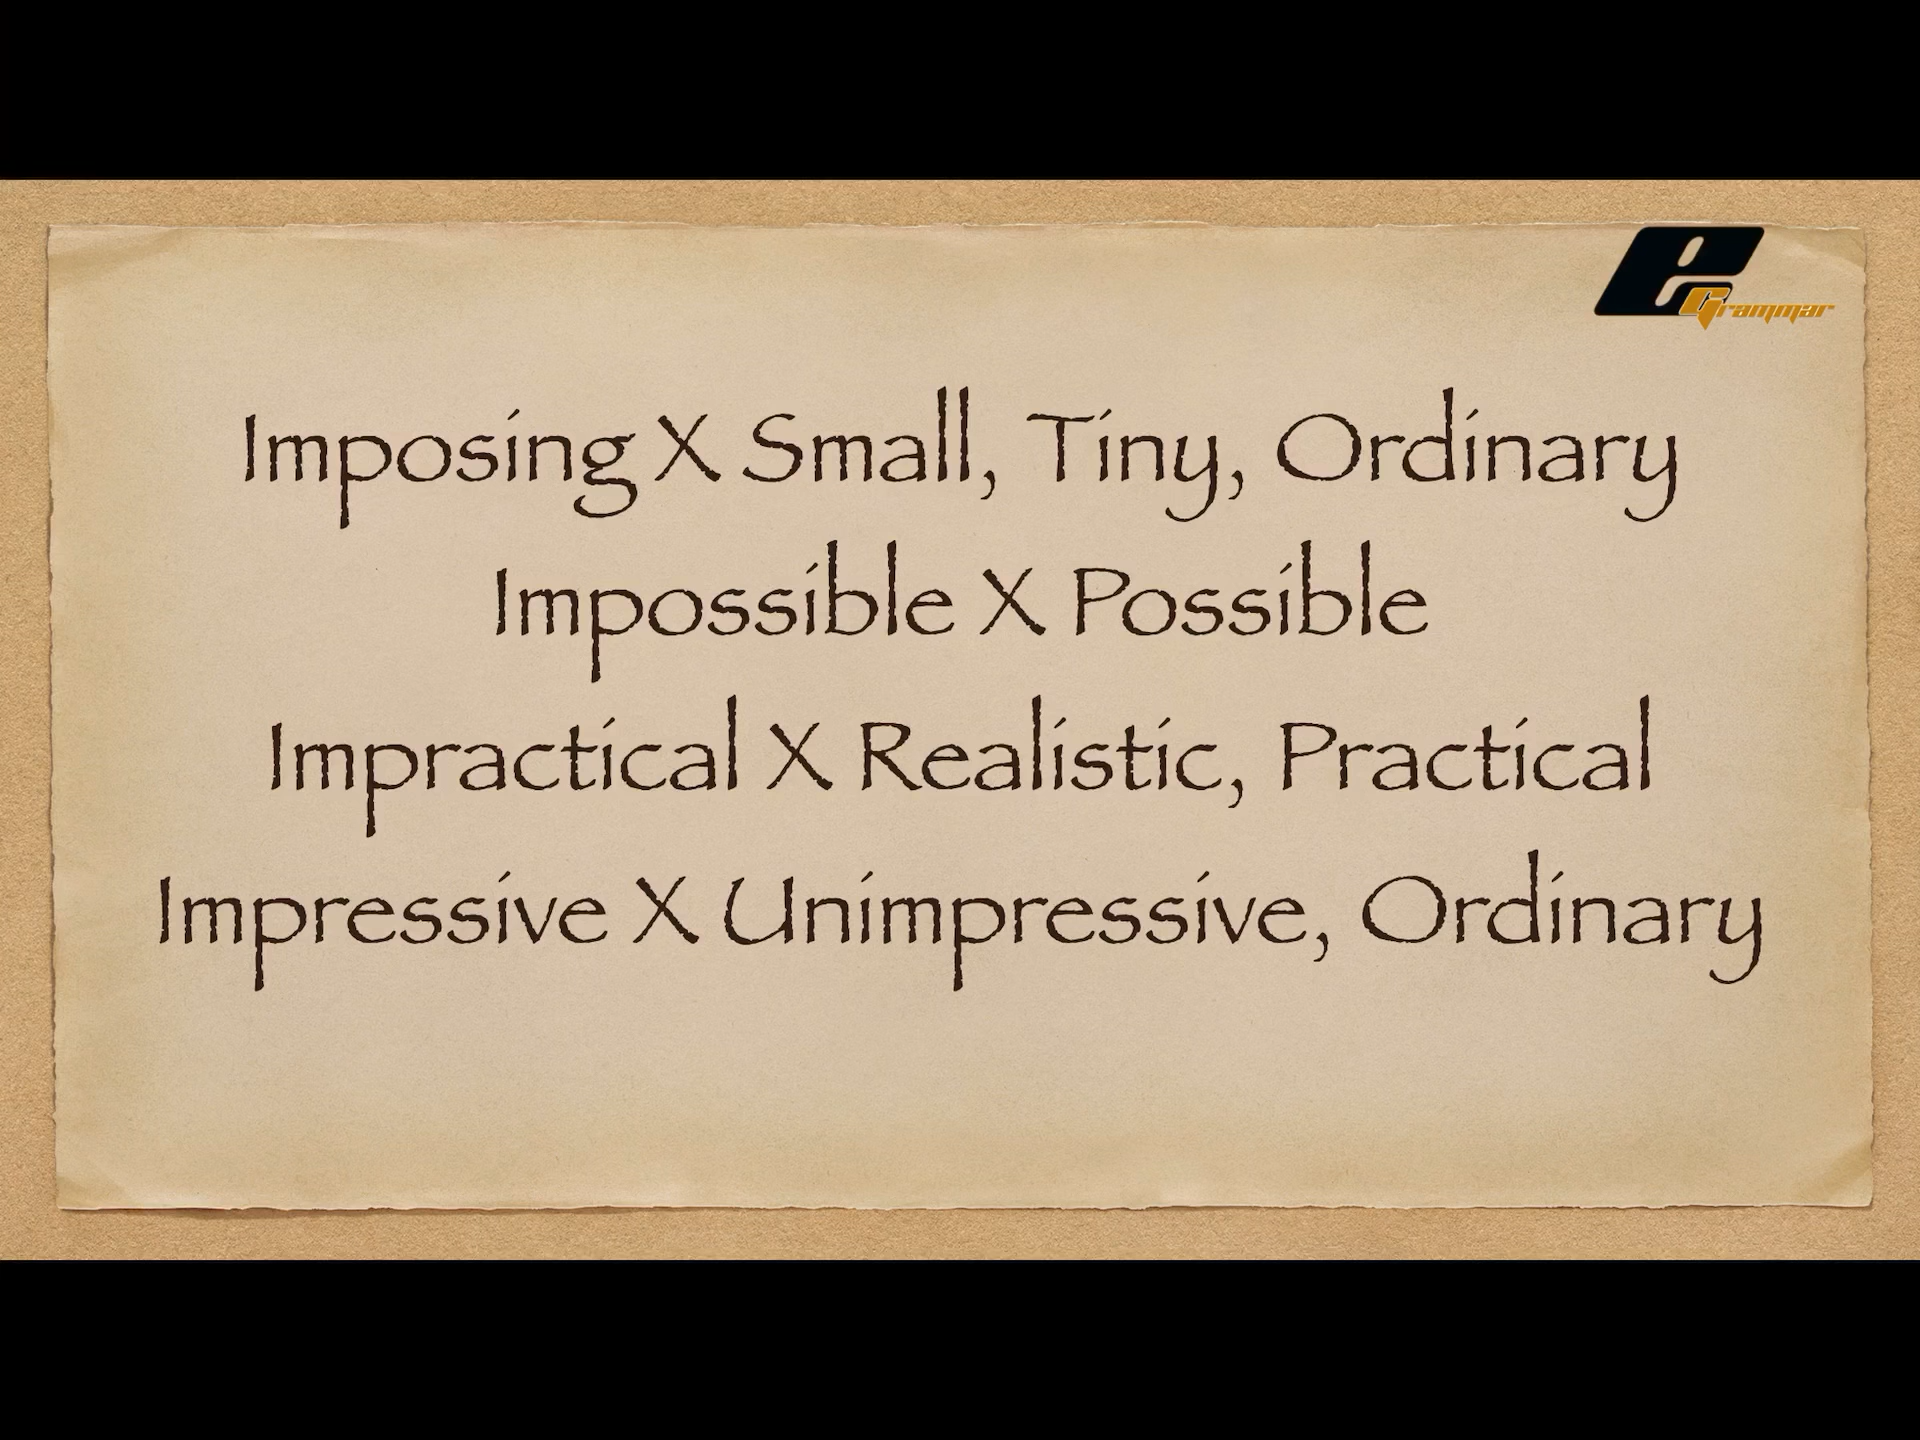 e Grammar
Imposing X Small, Tiny, Ordinary
Impossible X Possible
Impractical X Realistic, Practical
Impressive X Unimpressive, Ordinary